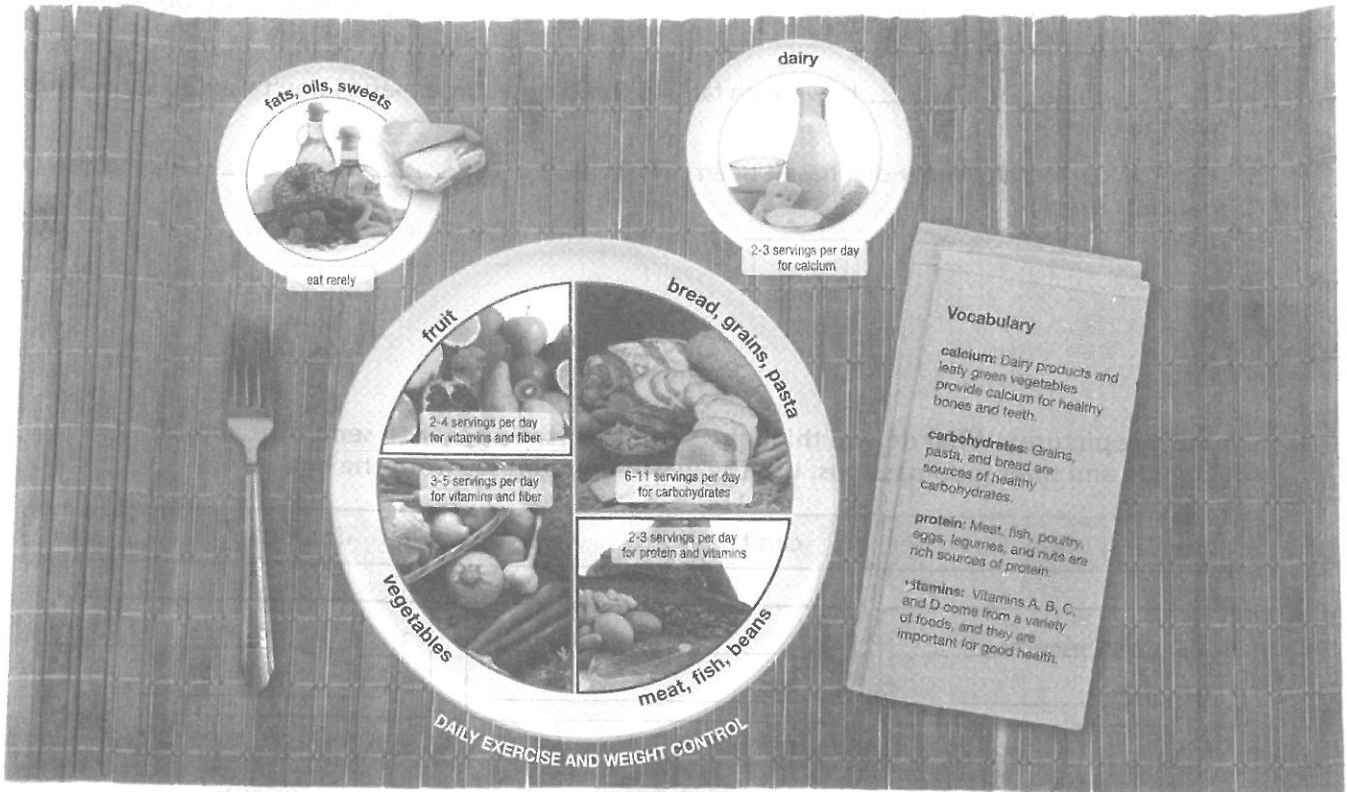 fats, oils, sweets
eat rarely
dairy
2-3 servings per day
for calcium
fruit
2-4 servings per day
for vitamins and fiber
bread, grains, pasta
6-11 servings per day
for carbohydrates
3-5 servings per day
for vitamins and fiber
vegetables
2-3 servings per day
for protein and vitamins
meat, fish, beans
DAILY EXERCISE AND WEIGHT CONTROL
Vocabulary
calcium: Dairy products and
leafy green vegetables
provide calcium for healthy
bones and teeth.
carbohydrates: Grains,
pasta, and bread are
sources of healthy
carbohydrates.
protein: Meat, fish, poultry,
eggs, legumes, and nuts are
rich sources of protein.
vitamins: Vitamins A, B, C,
and D come from a variety
of foods, and they are
important for good health.